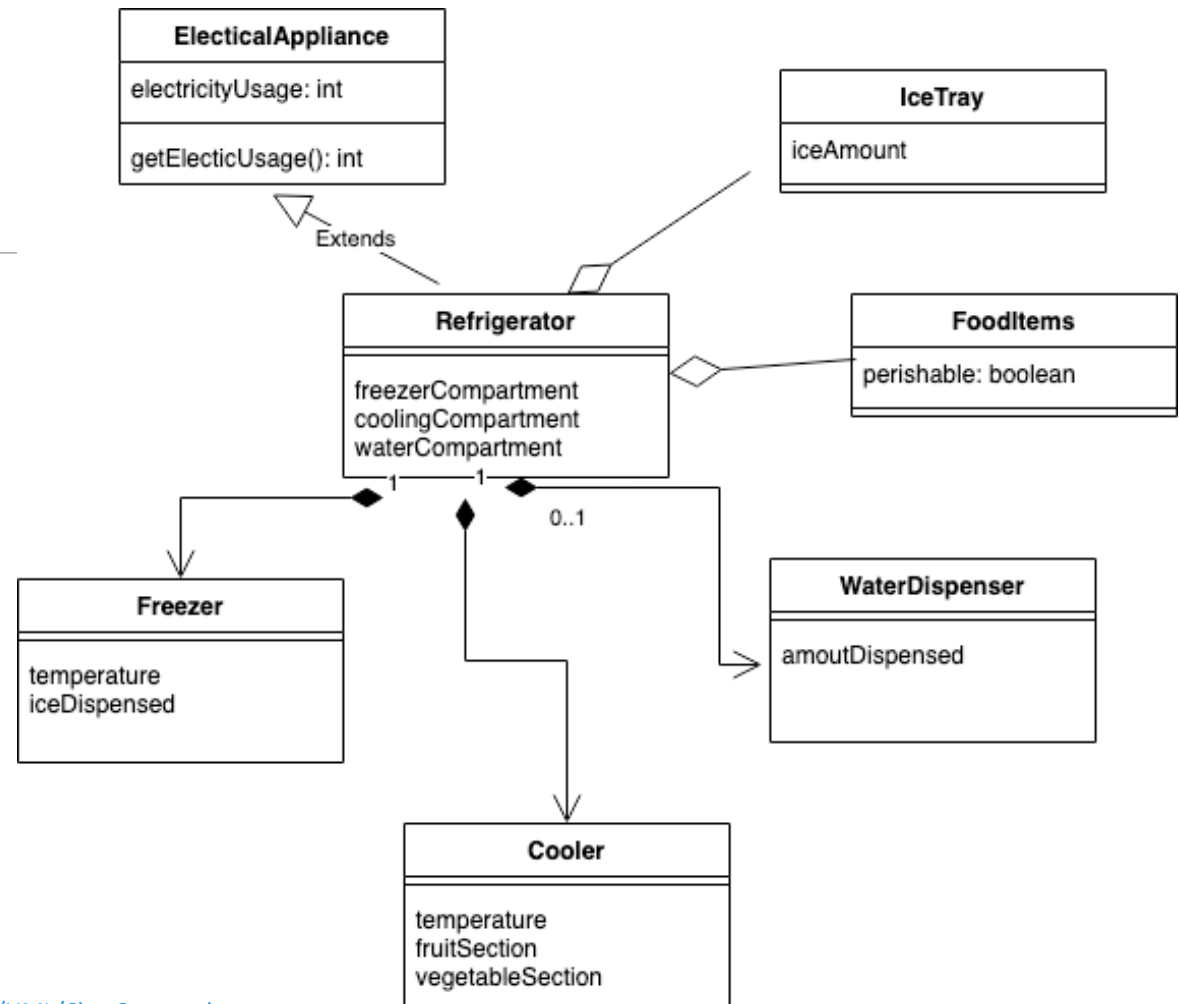 ElecticalAppliance
electricityUsage: int
getElecticUsage(): int
IceTray
iceAmount
Extends
Refrigerator
freezerCompartment
coolingCompartment
waterCompartment
FoodItems
perishable: boolean
1
1
0..1
Freezer
temperature
iceDispensed
WaterDispenser
amoutDispensed
Cooler
temperature
fruitSection
vegetableSection